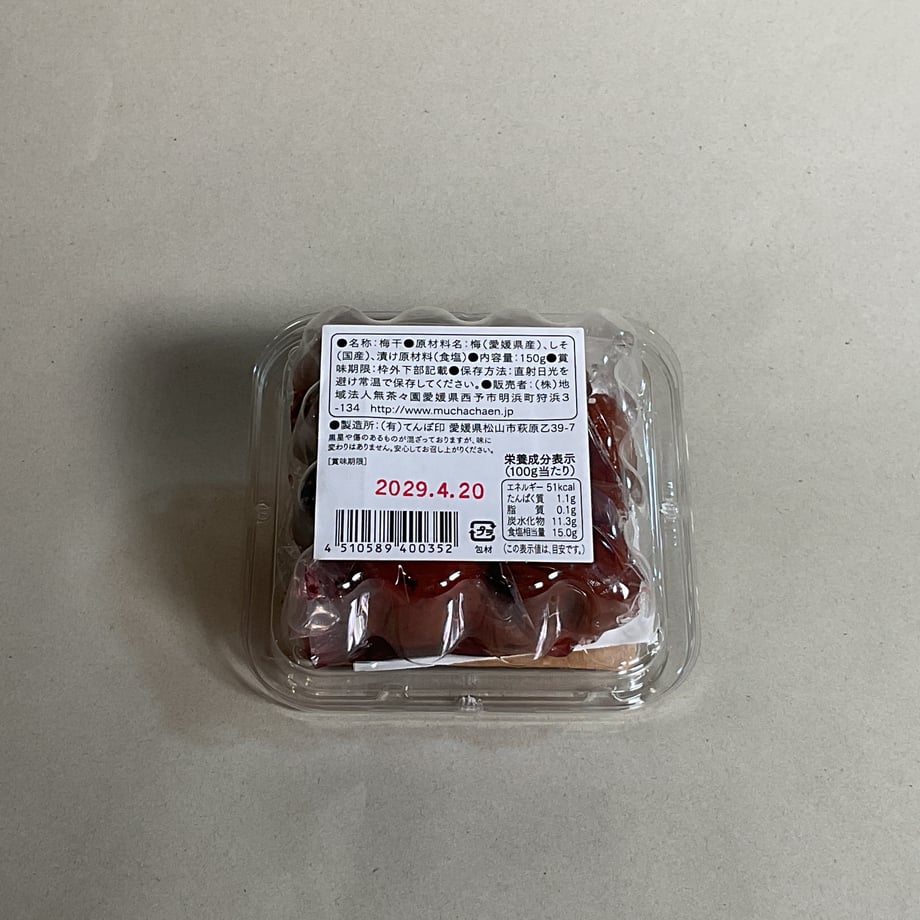 ●名称:梅干●原材料名:梅(愛媛県産)、しそ
(国産)、漬け原材料(食塩)●内容量:150g●賞
味期限:枠外下部記載●保存方法:直射日光を
避け常温で保存してください。●販売者:(株)地
域法人無茶々園愛媛県西予市明浜町狩浜3
-134 http://www.muchachaen.jp
●製造所:(有)てんぽ印 愛媛県松山市萩原乙39-7
黒星や傷のあるものが混ざっておりますが、味に
変わりはありません。安心してお召し上がりください。
[賞味期限]
2029.4.20
栄養成分表示
(100g当たり)
エネルギー 51kcal
たんぱく質 1.1g
脂質 0.1g
炭水化物 11.3g
食塩相当量 15.0g
(この表示値は、目安です。)
4 510589 400352
プラ
包材